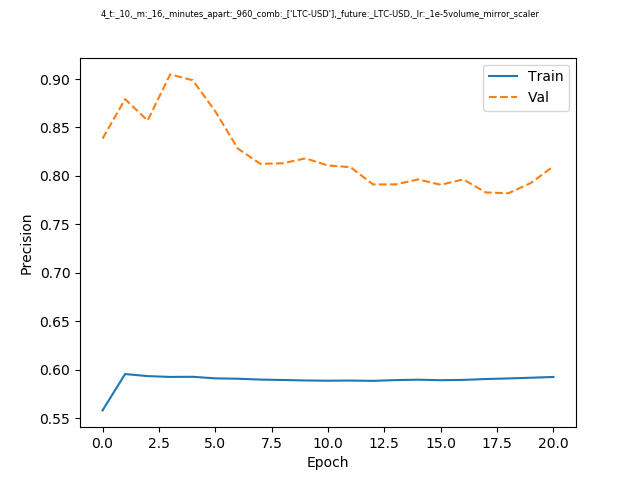 4_t:_10,_m:_16,_minutes_apart:_960_comb:_['LTC-USD'],_future:_LTC-USD,_lr:_1e-5volume_mirror_scaler
Train
Val
0.90
0.85
0.80
0.75
0.70
0.65
0.60
0.55
Precision
0.0 2.5 5.0 7.5 10.0 12.5 15.0 17.5 20.0
Epoch